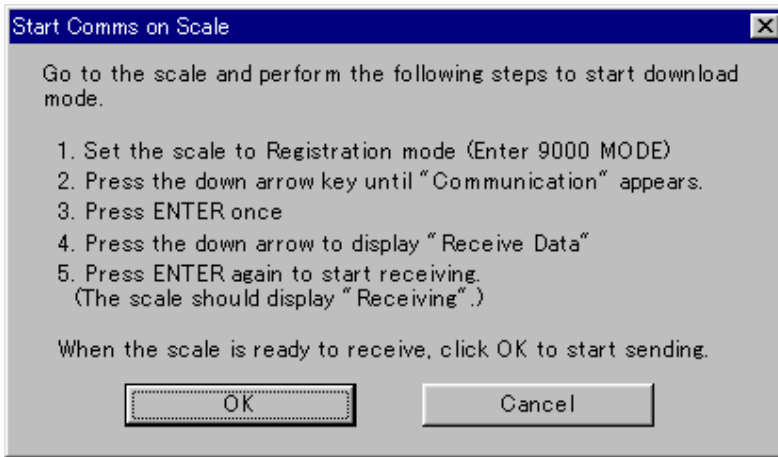 Start Comms on Scale
Go to the scale and perform the following steps to start download
mode.
1. Set the scale to Registration mode (Enter 9000 MODE)
2. Press the down arrow key until "Communication" appears.
3. Press ENTER once
4. Press the down arrow to display "Receive Data"
5. Press ENTER again to start receiving.
(The scale should display "Receiving".)
When the scale is ready to receive, click OK to start sending.
OK
Cancel